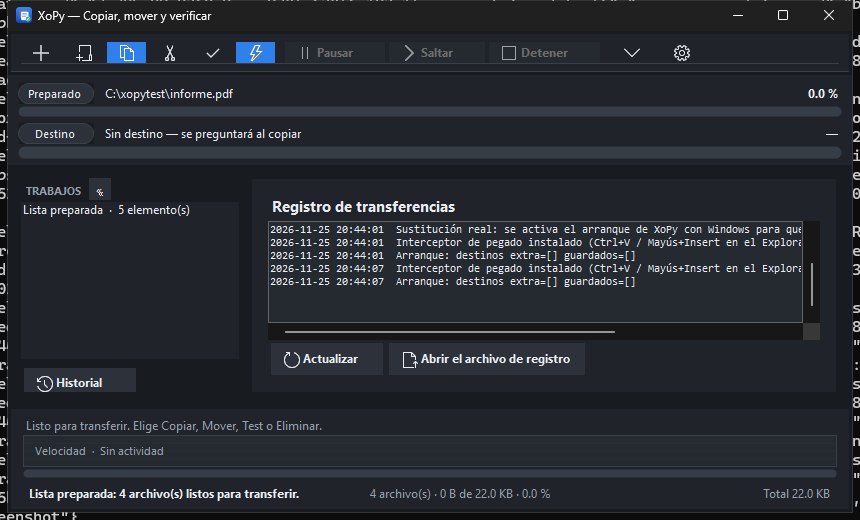 XoPy — Copiar, mover y verificar
Pausar
Saltar
Detener
Preparado
C:\xopytest\informe.pdf
0.0 %
Destino
Sin destino — se preguntará al copiar
—
TRABAJOS
Lista preparada · 5 elemento(s)
Historial
Registro de transferencias
2026-11-25 20:44:01 Sustitución real: se activa el arranque de XoPy con Windows para que
2026-11-25 20:44:01 Interceptor de pegado instalado (Ctrl+V / Mayús+Insert en el Explora
2026-11-25 20:44:01 Arranque: destinos extra=[] guardados=[]
2026-11-25 20:44:07 Interceptor de pegado instalado (Ctrl+V / Mayús+Insert en el Explora
2026-11-25 20:44:07 Arranque: destinos extra=[] guardados=[]
Actualizar
Abrir el archivo de registro
Listo para transferir. Elige Copiar, Mover, Test o Eliminar.
Velocidad · Sin actividad
Lista preparada: 4 archivo(s) listos para transferir.
4 archivo(s) · 0 B de 22.0 KB · 0.0 %
Total 22.0 KB
eenshot"}